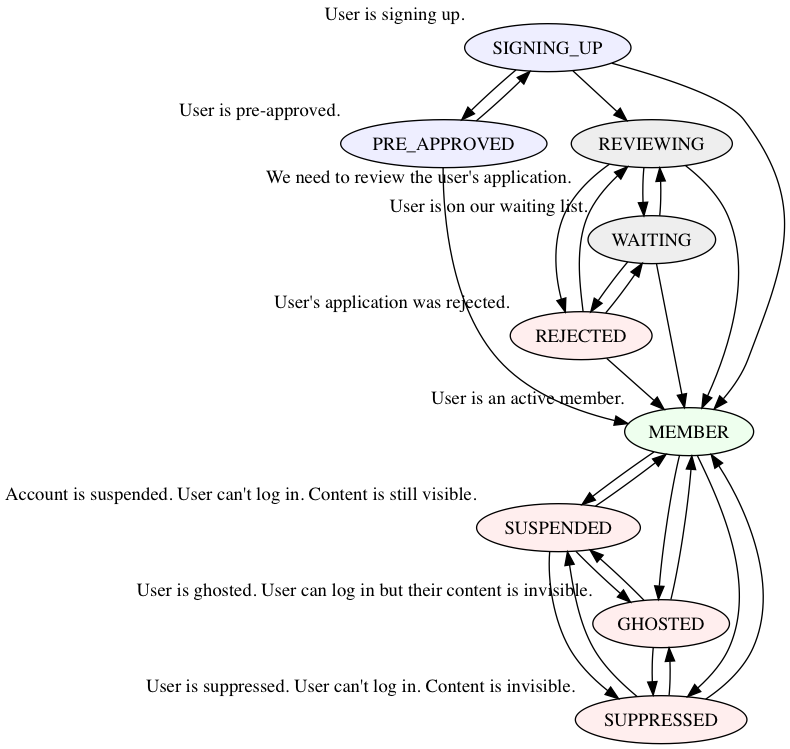 User is signing up.
SIGNING_UP
User is pre-approved.
PRE_APPROVED
REVIEWING
We need to review the user's application.
User is on our waiting list.
WAITING
User's application was rejected.
REJECTED
User is an active member.
MEMBER
Account is suspended. User can't log in. Content is still visible.
SUSPENDED
User is ghosted. User can log in but their content is invisible.
GHOSTED
User is suppressed. User can't log in. Content is invisible.
SUPPRESSED